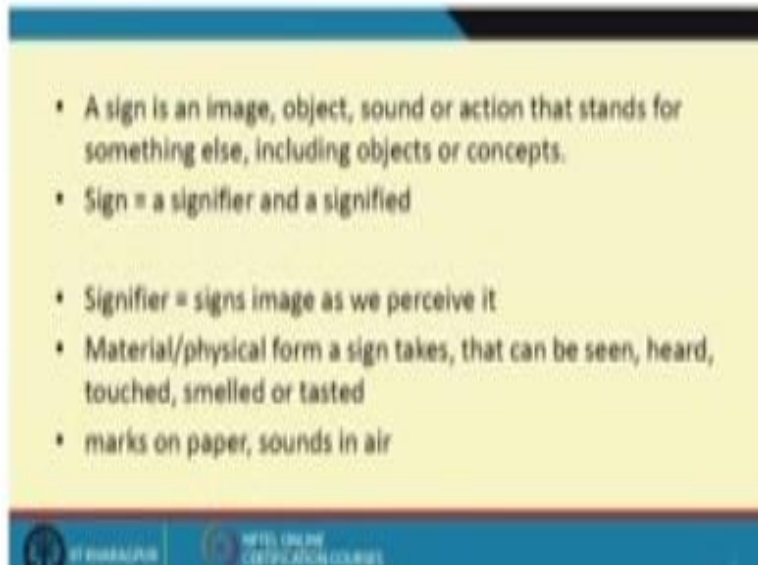 • A sign is an image, object, sound or action that stands for
something else, including objects or concepts.
• Sign = a signifier and a signified
• Signifier = signs image as we perceive it
• Material/physical form a sign takes, that can be seen, heard,
touched, smelled or tasted
• marks on paper, sounds in air
IIT KHARAGPUR
NPTEL ONLINE
CERTIFICATION COURSES